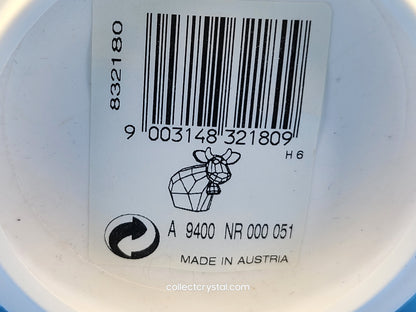 832180
9 003148 321809
H 6
A 9400 NR 000 051
MADE IN AUSTRIA
collectcrystal.com